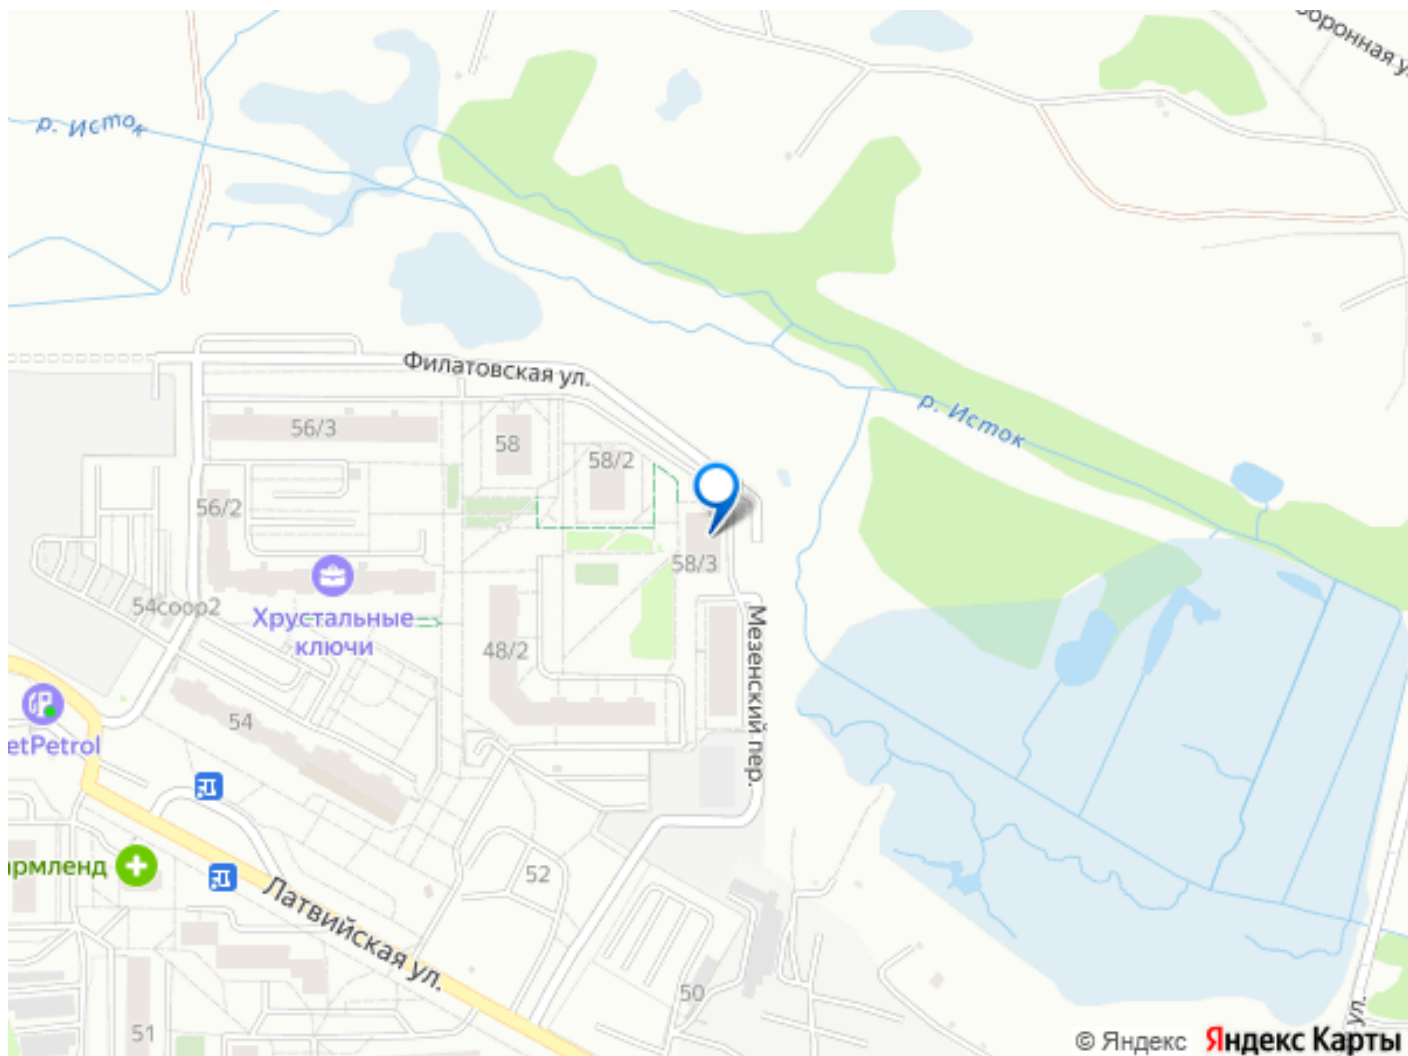 оронная у
р. Исток
Филатовская ул.
р. Исток
56/3
58
58/2
56/2
58/3
54соор2
Хрустальные
ключи
48/2
Мезенский пер.
54
etPetrol
армленд
52
Латвийская ул.
50
51
ул.
© Яндекс Яндекс Карты